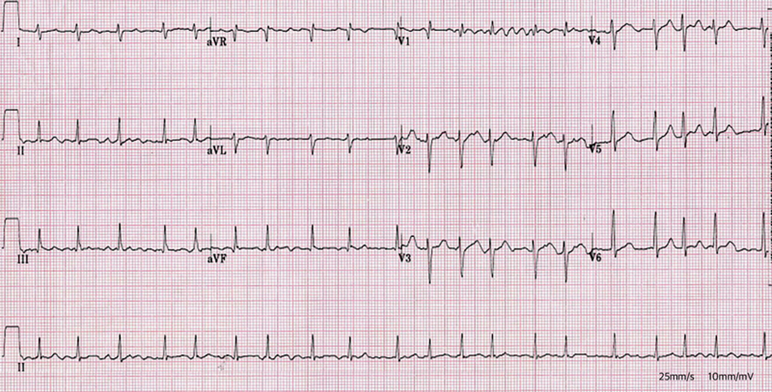 I aVR V1 V4
II aVL V2 V5
III aVF V3 V6
II
25mm/s 10mm/mV